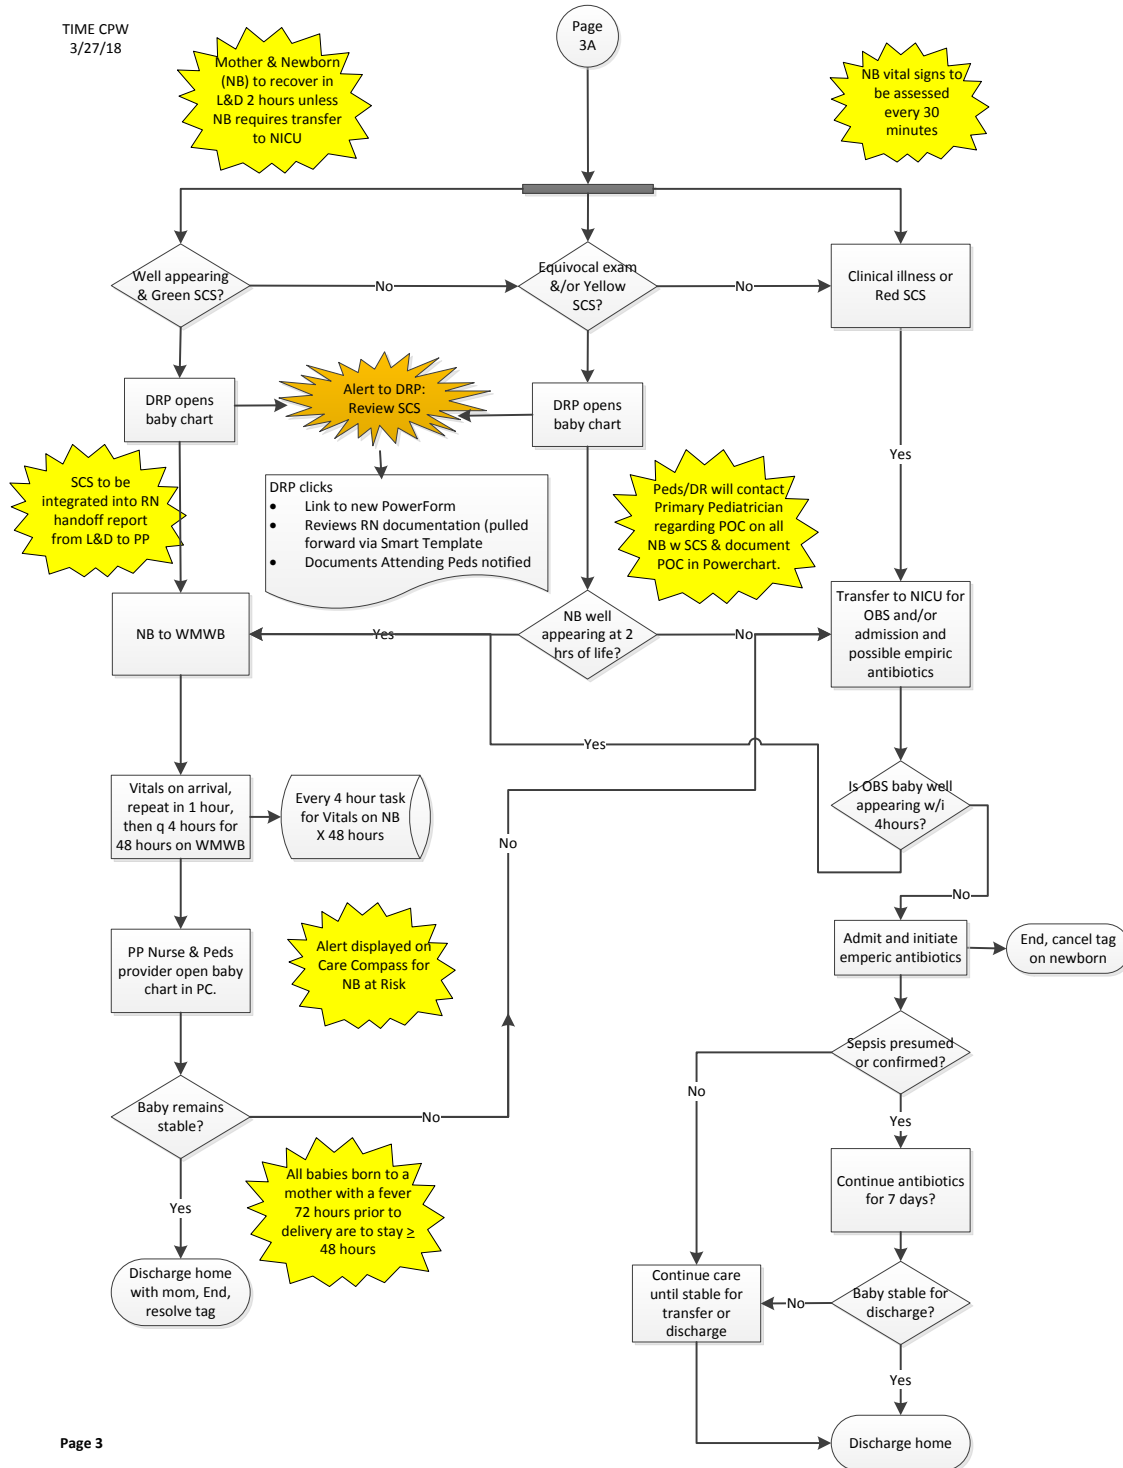 TIME CPW
3/27/18
Page
3A
Mother & Newborn
(NB) to recover in
L&D 2 hours unless
NB requires transfer
to NICU
NB vital signs to
be assessed
every 30
minutes
Well appearing
& Green SCS?
No
Equivocal exam
&/or Yellow
SCS?
No
Clinical illness or
Red SCS
DRP opens
baby chart
Alert to DRP:
Review SCS
DRP opens
baby chart
Yes
SCS to be
integrated into RN
handoff report
from L&D to PP
DRP clicks
• Link to new PowerForm
• Reviews RN documentation (pulled
forward via Smart Template
• Documents Attending Peds notified
Peds/DR will contact
Primary Pediatrician
regarding POC on all
NB w SCS & document
POC in Powerchart.
NB to WMWB
Yes
NB well
appearing at 2
hrs of life?
No
Transfer to NICU for
OBS and/or
admission and
possible empiric
antibiotics
Yes
Vitals on arrival,
repeat in 1 hour,
then q 4 hours for
48 hours on WMWB
Every 4 hour task
for Vitals on NB
X 48 hours
Is OBS baby well
appearing w/i
4hours?
No
No
PP Nurse & Peds
provider open baby
chart in PC.
Alert displayed on
Care Compass for
NB at Risk
Admit and initiate
emperic antibiotics
End, cancel tag
on newborn
Sepsis presumed
or confirmed?
No
Yes
Baby remains
stable?
No
All babies born to a
mother with a fever
72 hours prior to
delivery are to stay ≥
48 hours
Continue antibiotics
for 7 days?
Yes
Discharge home
with mom, End,
resolve tag
Continue care
until stable for
transfer or
discharge
No
Baby stable for
discharge?
Yes
Discharge home
Page 3